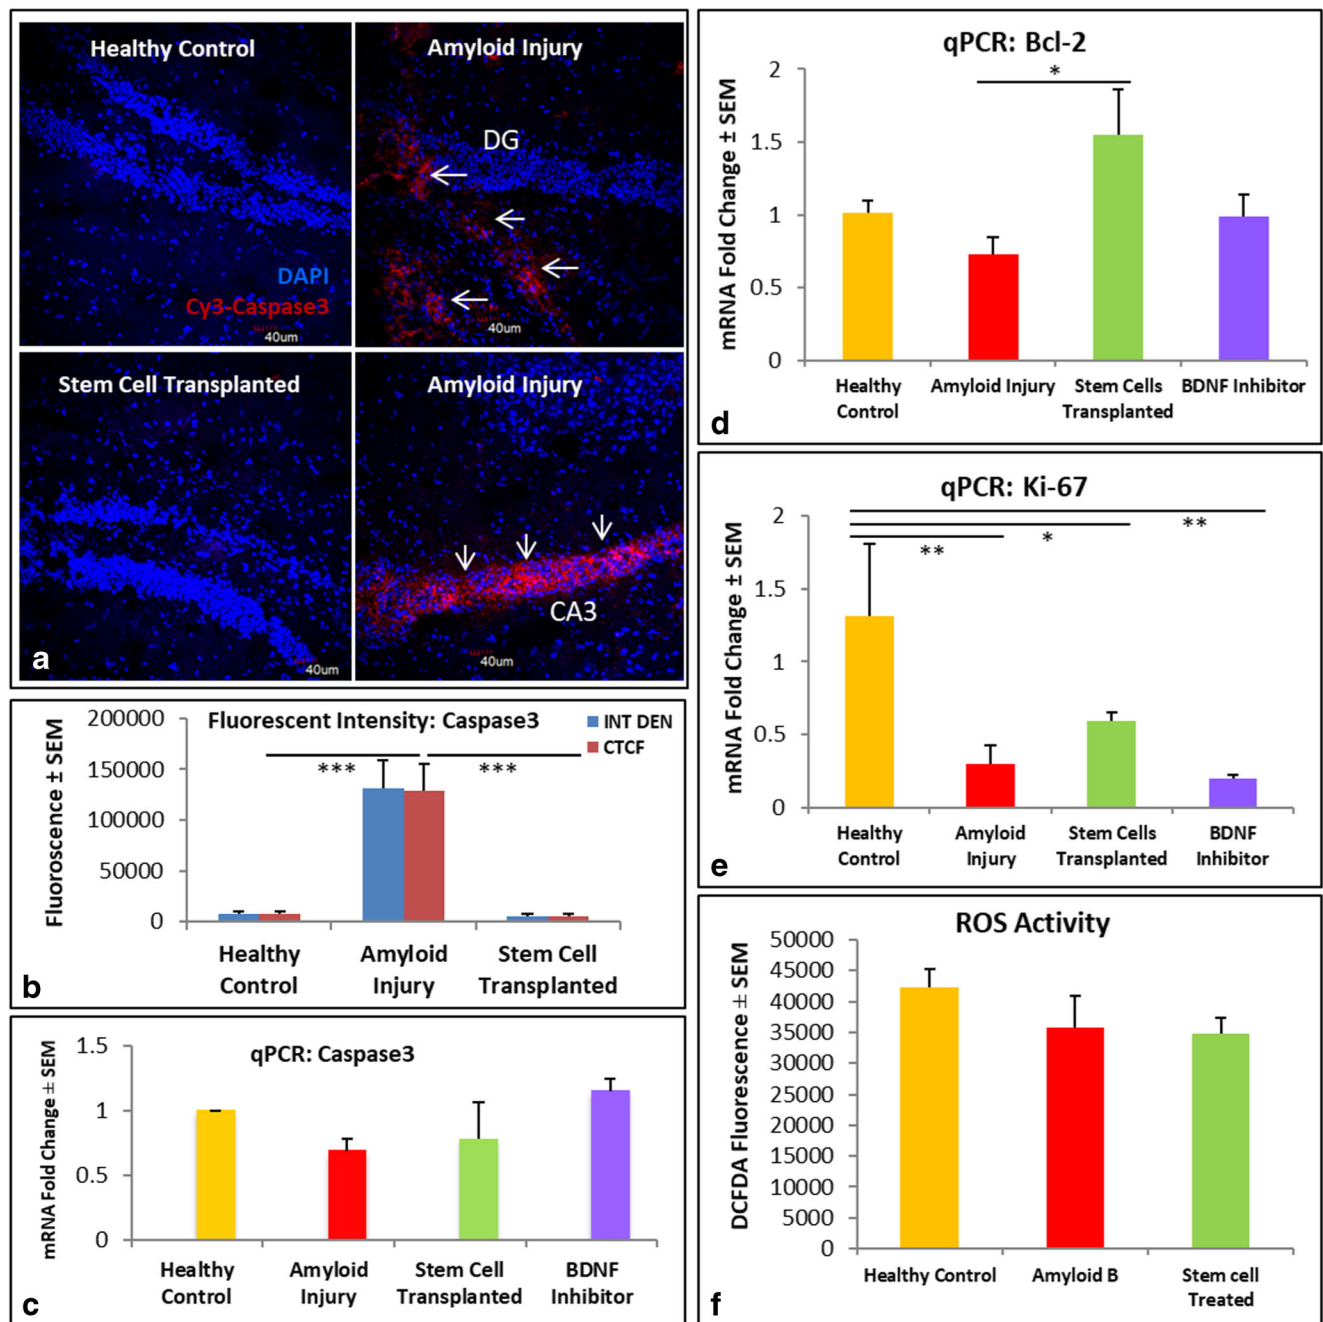 Healthy Control
DAPI
Cy3-Caspase3
40um
Amyloid Injury
DG
40um
Stem Cell Transplanted
40um
a
Amyloid Injury
CA3
40um
Fluorescent Intensity: Caspase3
INT DEN
CTCF
Fluoroscence ± SEM
200000
150000
100000
50000
0
***
***
Healthy
Control
Amyloid
Injury
Stem Cell
Transplanted
b
qPCR: Caspase3
mRNA Fold Change ± SEM
1.5
1
0.5
0
Healthy
Control
Amyloid
Injury
Stem Cell
Transplanted
BDNF
Inhibitor
c
qPCR: Bcl-2
mRNA Fold Change ± SEM
2
1.5
1
0.5
0
*
Healthy
Control
Amyloid Injury
Stem Cells
Transplanted
BDNF Inhibitor
d
qPCR: Ki-67
mRNA Fold Change ± SEM
2
1.5
1
0.5
0
**
*
**
Healthy
Control
Amyloid
Injury
Stem Cells
Transplanted
BDNF
Inhibitor
e
ROS Activity
DCFDA Fluorescence ± SEM
50000
45000
40000
35000
30000
25000
20000
15000
10000
5000
0
Healthy Control
Amyloid B
Stem cell
Treated
f